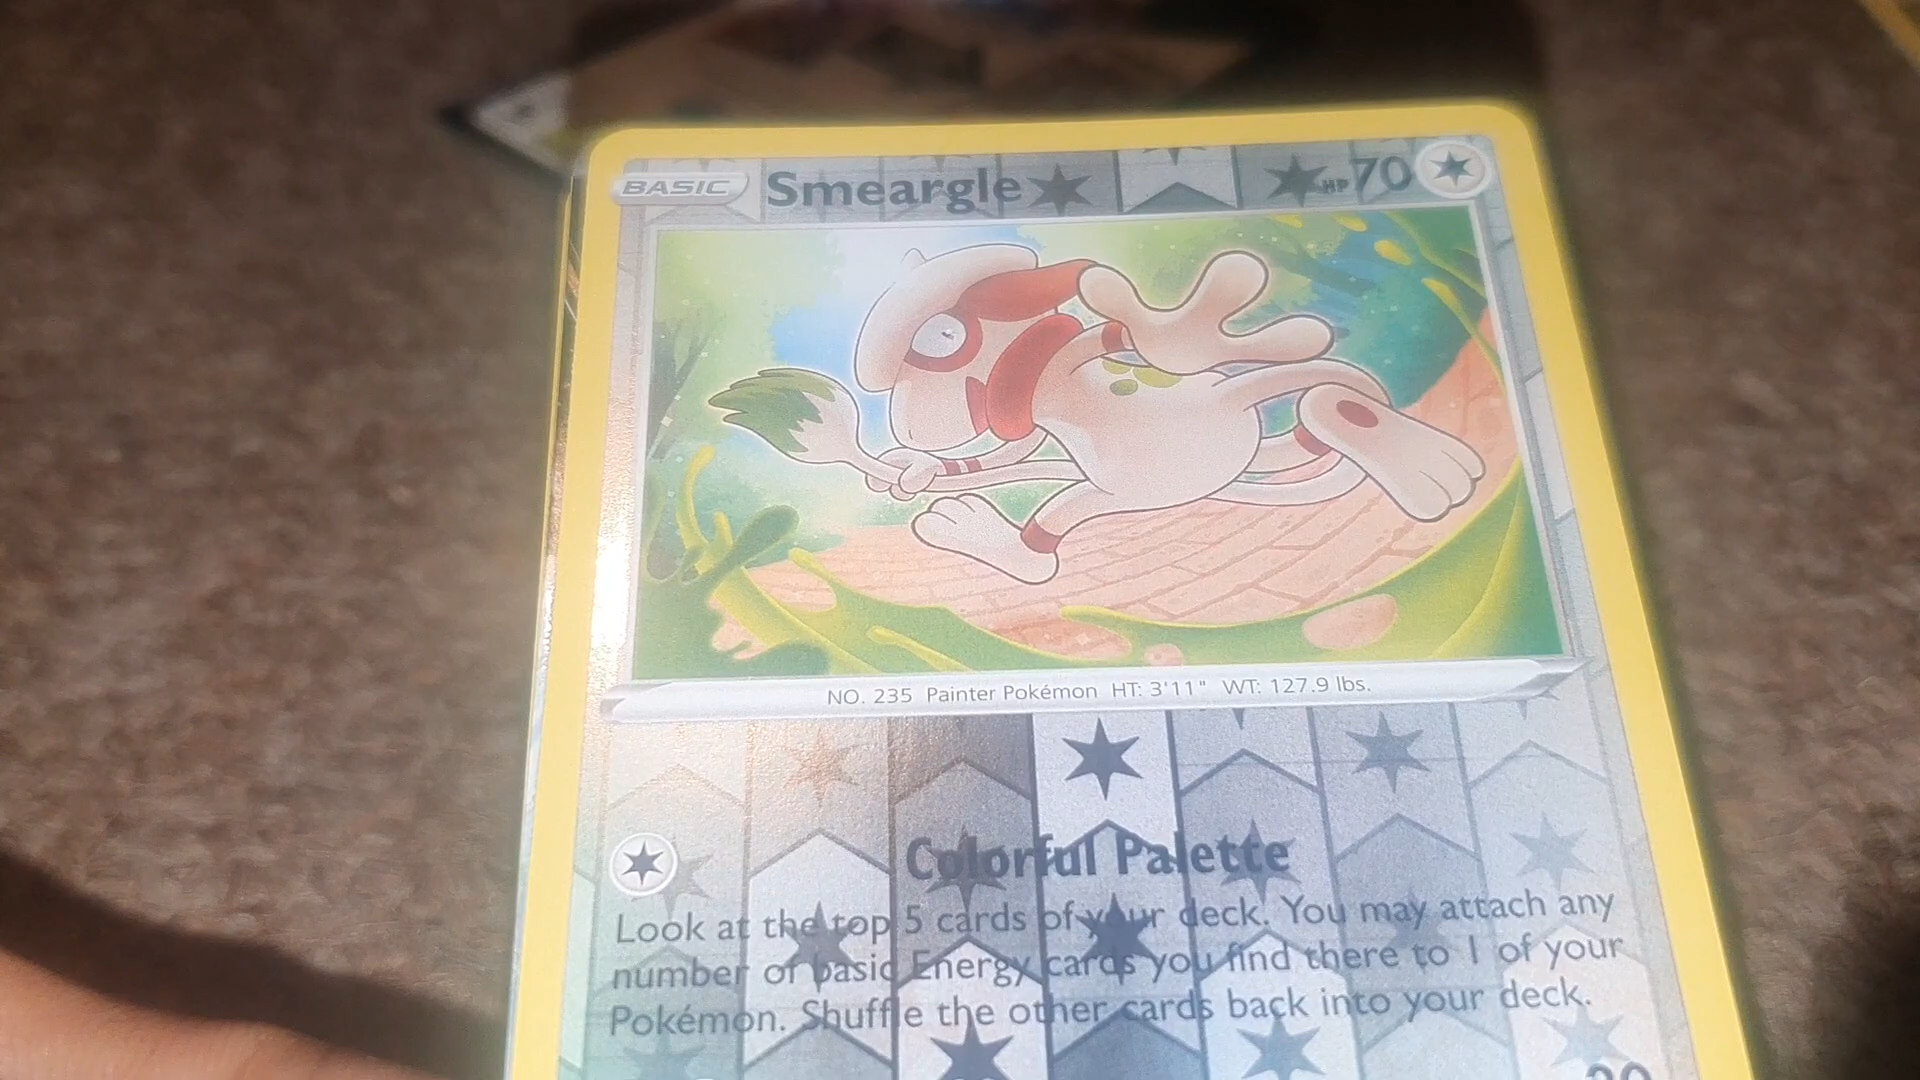 BASIC Smeargle HP 70
NO. 235 Painter Pokémon HT: 3'11" WT: 127.9 lbs.
Colorful Palette
Look at the top 5 cards of your deck. You may attach any
number of basic Energy cards you find there to 1 of your
Pokémon. Shuffle the other cards back into your deck.